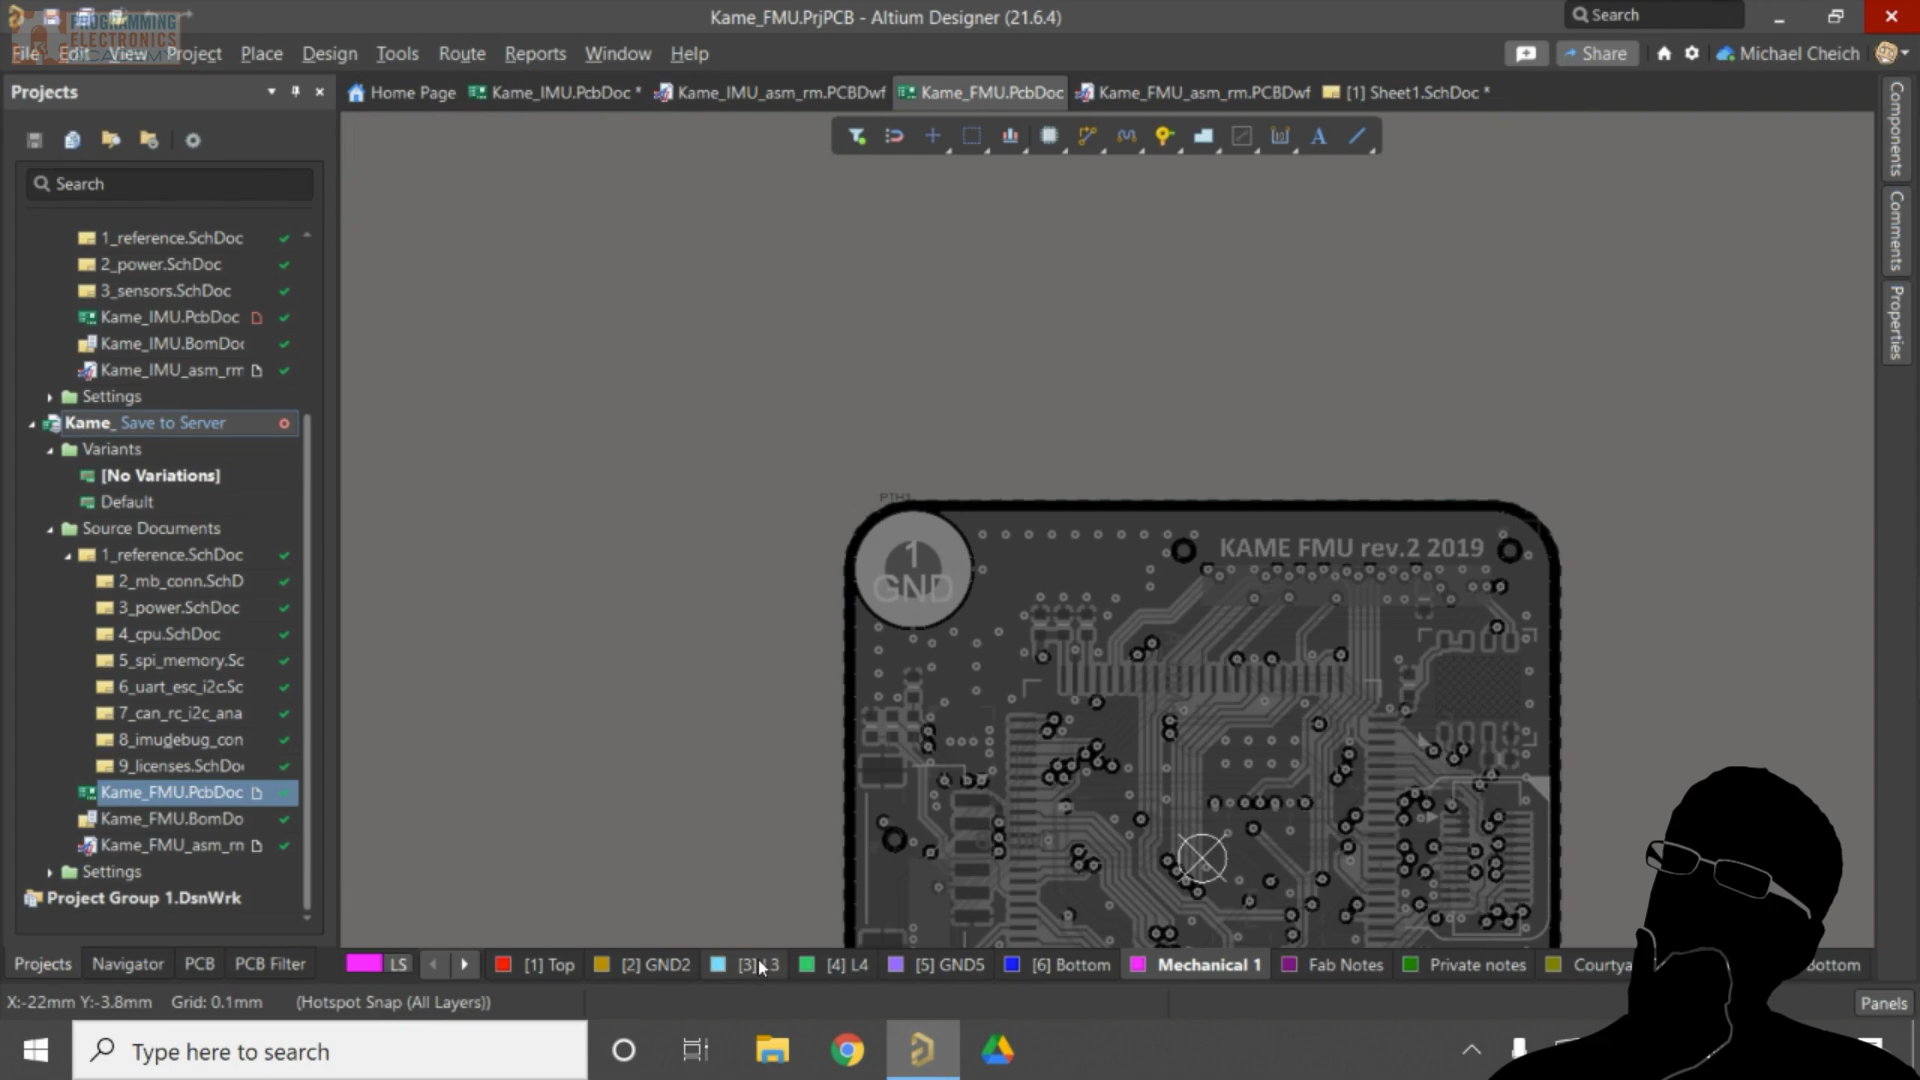 Kame_FMU.PrjPCB - Altium Designer (21.6.4)
Search
PROGRAMMING
ELECTRONICS
ACADEMY
File Edit View Project Place Design Tools Route Reports Window Help
Share
Michael Cheich
Projects
Home Page
Kame_IMU.PcbDoc *
Kame_IMU_asm_rm.PCBDwf
Kame_FMU.PcbDoc
Kame_FMU_asm_rm.PCBDwf
[1] Sheet1.SchDoc *
Components
Comments
Properties
Search
1_reference.SchDoc
2_power.SchDoc
3_sensors.SchDoc
Kame_IMU.PcbDoc
Kame_IMU.BomDoc
Kame_IMU_asm_rm
Settings
Kame_ Save to Server
Variants
[No Variations]
Default
Source Documents
1_reference.SchDoc
2_mb_conn.SchD
3_power.SchDoc
4_cpu.SchDoc
5_spi_memory.Sc
6_uart_esc_i2c.Sc
7_can_rc_i2c_ana
8_imudebug_con
9_licenses.SchDo
Kame_FMU.PcbDoc
Kame_FMU.BomDo
Kame_FMU_asm_rn
Settings
Project Group 1.DsnWrk
PTH1
1
GND
KAME FMU rev.2 2019
Projects Navigator PCB PCB Filter
LS
[1] Top
[2] GND2
[3] L3
[4] L4
[5] GND5
[6] Bottom
Mechanical 1
Fab Notes
Private notes
Courtya
Bottom
X:-22mm Y:-3.8mm Grid: 0.1mm (Hotspot Snap (All Layers))
Panels
Type here to search